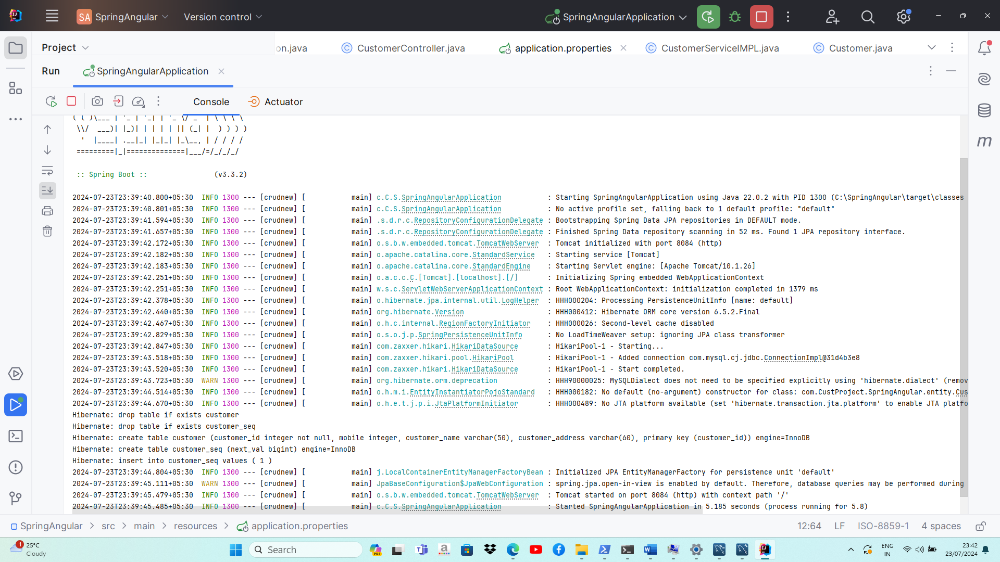 SA SpringAngular Version control SpringAngularApplication
Project on.java CustomerController.java application.properties CustomerServiceIMPL.java Customer.java
Run SpringAngularApplication
Console Actuator
( ( )\___ | '_ | '_| | '_ \/ _` | \ \ \ \
\\/  ___)| |_)| | | | | || (_| |  ) ) ) )
'  |____| .__|_| |_|_| |_\__, | / / / /
=========|_|==============|___/=/_/_/_/
:: Spring Boot ::                (v3.3.2)
2024-07-23T23:39:40.800+05:30  INFO 1300 --- [crudnew] [           main] c.C.S.SpringAngularApplication           : Starting SpringAngularApplication using Java 22.0.2 with PID 1300 (C:\SpringAngular\target\classes
2024-07-23T23:39:40.801+05:30  INFO 1300 --- [crudnew] [           main] c.C.S.SpringAngularApplication           : No active profile set, falling back to 1 default profile: "default"
2024-07-23T23:39:41.594+05:30  INFO 1300 --- [crudnew] [           main] .s.d.r.c.RepositoryConfigurationDelegate : Bootstrapping Spring Data JPA repositories in DEFAULT mode.
2024-07-23T23:39:41.657+05:30  INFO 1300 --- [crudnew] [           main] .s.d.r.c.RepositoryConfigurationDelegate : Finished Spring Data repository scanning in 52 ms. Found 1 JPA repository interface.
2024-07-23T23:39:42.172+05:30  INFO 1300 --- [crudnew] [           main] o.s.b.w.embedded.tomcat.TomcatWebServer  : Tomcat initialized with port 8084 (http)
2024-07-23T23:39:42.182+05:30  INFO 1300 --- [crudnew] [           main] o.apache.catalina.core.StandardService   : Starting service [Tomcat]
2024-07-23T23:39:42.183+05:30  INFO 1300 --- [crudnew] [           main] o.apache.catalina.core.StandardEngine    : Starting Servlet engine: [Apache Tomcat/10.1.26]
2024-07-23T23:39:42.251+05:30  INFO 1300 --- [crudnew] [           main] o.a.c.c.C.[Tomcat].[localhost].[/]       : Initializing Spring embedded WebApplicationContext
2024-07-23T23:39:42.251+05:30  INFO 1300 --- [crudnew] [           main] w.s.c.ServletWebServerApplicationContext : Root WebApplicationContext: initialization completed in 1379 ms
2024-07-23T23:39:42.378+05:30  INFO 1300 --- [crudnew] [           main] o.hibernate.jpa.internal.util.LogHelper  : HHH000204: Processing PersistenceUnitInfo [name: default]
2024-07-23T23:39:42.440+05:30  INFO 1300 --- [crudnew] [           main] org.hibernate.Version                    : HHH000412: Hibernate ORM core version 6.5.2.Final
2024-07-23T23:39:42.467+05:30  INFO 1300 --- [crudnew] [           main] o.h.c.internal.RegionFactoryInitiator    : HHH000026: Second-level cache disabled
2024-07-23T23:39:42.829+05:30  INFO 1300 --- [crudnew] [           main] o.s.o.j.p.SpringPersistenceUnitInfo      : No LoadTimeWeaver setup: ignoring JPA class transformer
2024-07-23T23:39:42.847+05:30  INFO 1300 --- [crudnew] [           main] com.zaxxer.hikari.HikariDataSource       : HikariPool-1 - Starting...
2024-07-23T23:39:43.518+05:30  INFO 1300 --- [crudnew] [           main] com.zaxxer.hikari.pool.HikariPool        : HikariPool-1 - Added connection com.mysql.cj.jdbc.ConnectionImpl@31d4b3e8
2024-07-23T23:39:43.520+05:30  INFO 1300 --- [crudnew] [           main] com.zaxxer.hikari.HikariDataSource       : HikariPool-1 - Start completed.
2024-07-23T23:39:43.723+05:30  WARN 1300 --- [crudnew] [           main] org.hibernate.orm.deprecation            : HHH90000025: MySQLDialect does not need to be specified explicitly using 'hibernate.dialect' (remov
2024-07-23T23:39:44.514+05:30  INFO 1300 --- [crudnew] [           main] o.h.m.i.EntityInstantiatorPojoStandard   : HHH000182: No default (no-argument) constructor for class: com.CustProject.SpringAngular.entity.Cus
2024-07-23T23:39:44.670+05:30  INFO 1300 --- [crudnew] [           main] o.h.e.t.j.p.i.JtaPlatformInitiator       : HHH000489: No JTA platform available (set 'hibernate.transaction.jta.platform' to enable JTA platfo
Hibernate: drop table if exists customer
Hibernate: drop table if exists customer_seq
Hibernate: create table customer (customer_id integer not null, mobile integer, customer_name varchar(50), customer_address varchar(60), primary key (customer_id)) engine=InnoDB
Hibernate: create table customer_seq (next_val bigint) engine=InnoDB
Hibernate: insert into customer_seq values ( 1 )
2024-07-23T23:39:44.804+05:30  INFO 1300 --- [crudnew] [           main] j.LocalContainerEntityManagerFactoryBean : Initialized JPA EntityManagerFactory for persistence unit 'default'
2024-07-23T23:39:45.111+05:30  WARN 1300 --- [crudnew] [           main] JpaBaseConfiguration$JpaWebConfiguration : spring.jpa.open-in-view is enabled by default. Therefore, database queries may be performed during
2024-07-23T23:39:45.479+05:30  INFO 1300 --- [crudnew] [           main] o.s.b.w.embedded.tomcat.TomcatWebServer  : Tomcat started on port 8084 (http) with context path '/'
2024-07-23T23:39:45.485+05:30  INFO 1300 --- [crudnew] [           main] c.C.S.SpringAngularApplication           : Started SpringAngularApplication in 5.185 seconds (process running for 5.8)
SpringAngular > src > main > resources > application.properties 12:64 LF ISO-8859-1 4 spaces
1 25°C
Cloudy
Search
PRE
ENG
IN
23:42
23/07/2024